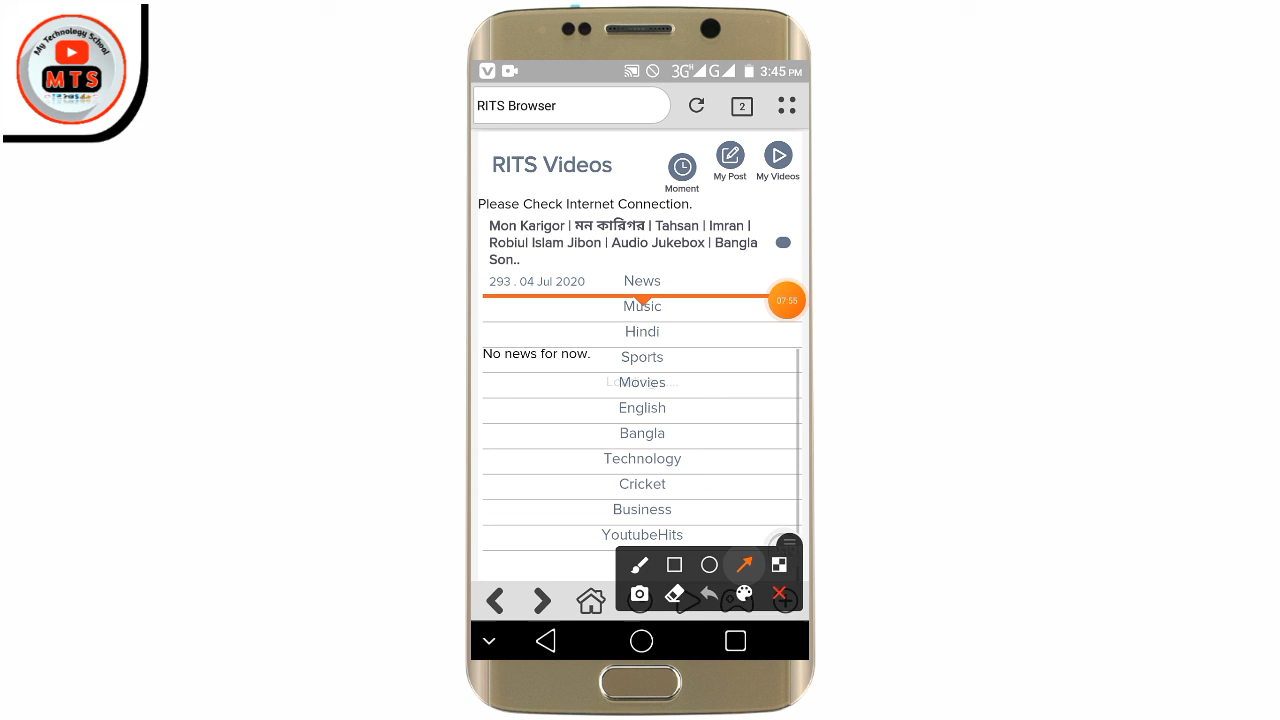 My Technology School
MTS
3G H G 3:45 PM
RITS Browser
2
RITS Videos
Moment
My Post
My Videos
Please Check Internet Connection.
Mon Karigor | মন কারিগর | Tahsan | Imran |
Robiul Islam Jibon | Audio Jukebox | Bangla
Son..
293 . 04 Jul 2020
News
07:55
Music
Hindi
No news for now.
Sports
Movies
English
Bangla
Technology
Cricket
Business
YoutubeHits